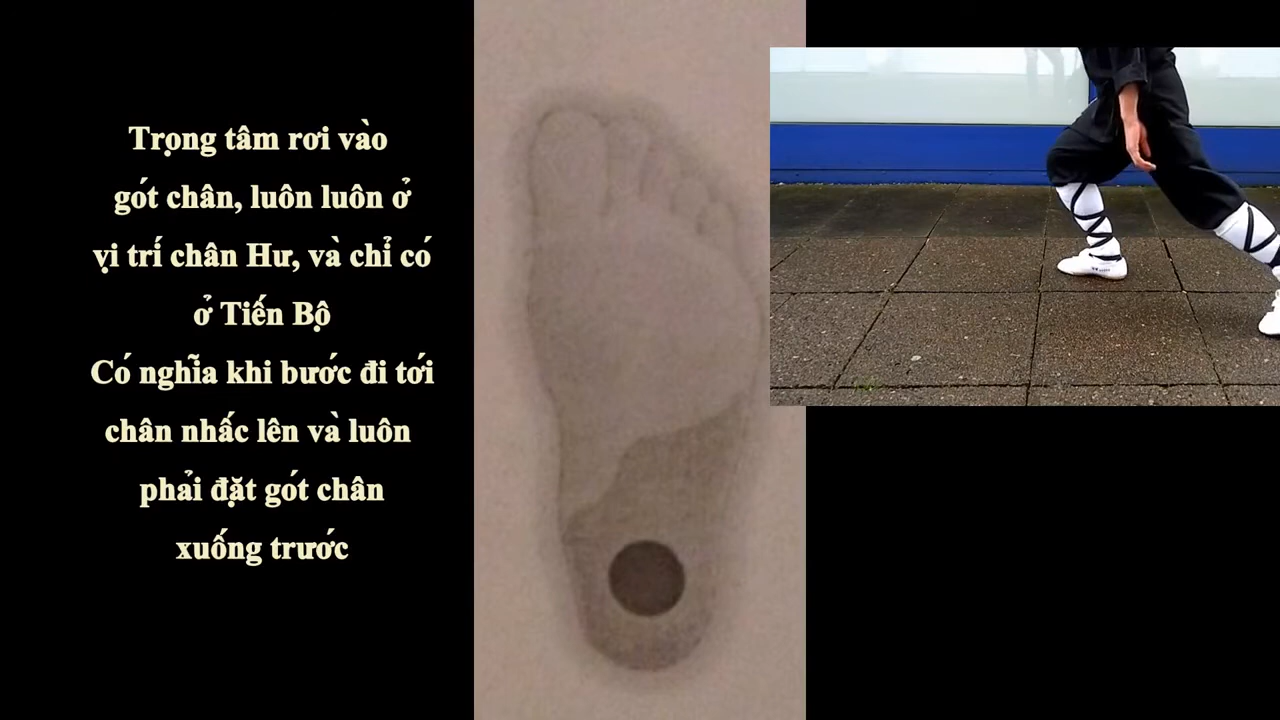 Trọng tâm rơi vào
gót chân, luôn luôn ở
vị trí chân Hư, và chỉ có
ở Tiến Bộ
Có nghĩa khi bước đi tới
chân nhấc lên và luôn
phải đặt gót chân
xuống trước